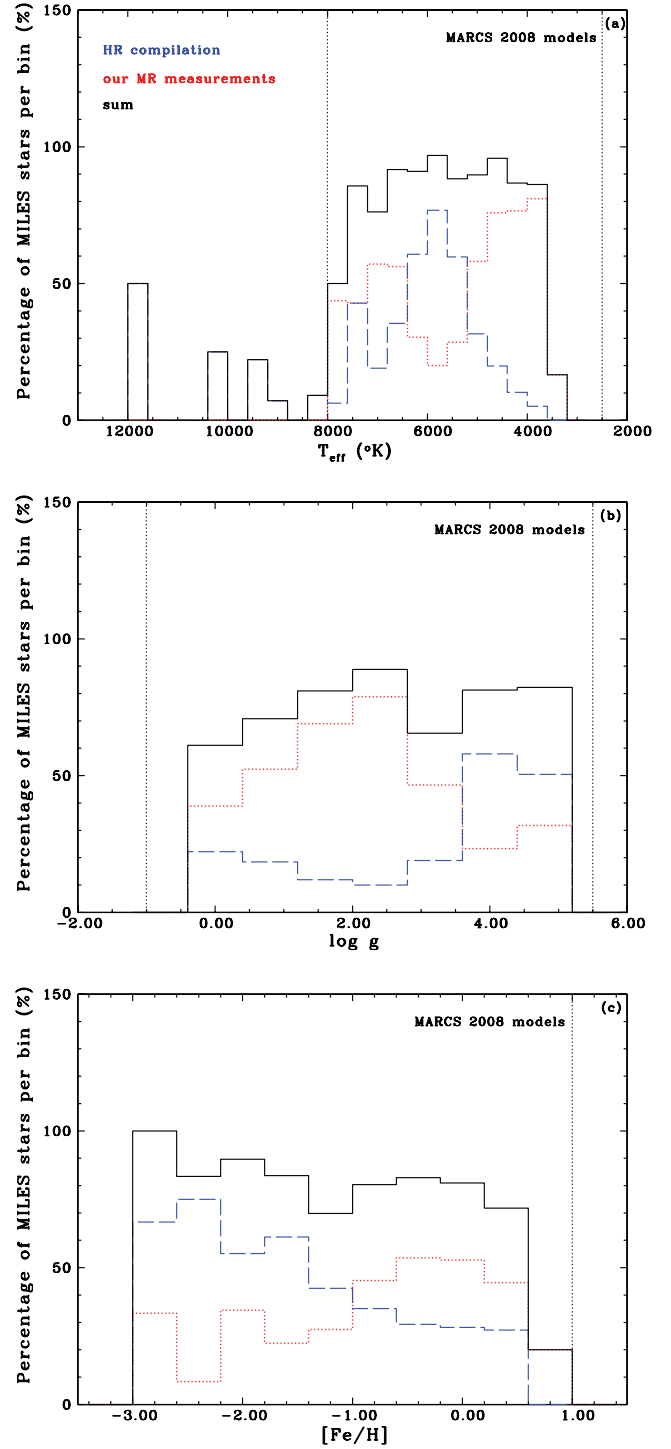 150
(a)
MARCS 2008 models
HR compilation
our MR measurements
sum
100
50
0
Percentage of MILES stars per bin (%)
12000 10000 8000 6000 4000 2000
T_eff (°K)
150
(b)
MARCS 2008 models
100
50
0
Percentage of MILES stars per bin (%)
−2.00 0.00 2.00 4.00 6.00
log g
150
(c)
MARCS 2008 models
100
50
0
Percentage of MILES stars per bin (%)
−3.00 −2.00 −1.00 0.00 1.00
[Fe/H]